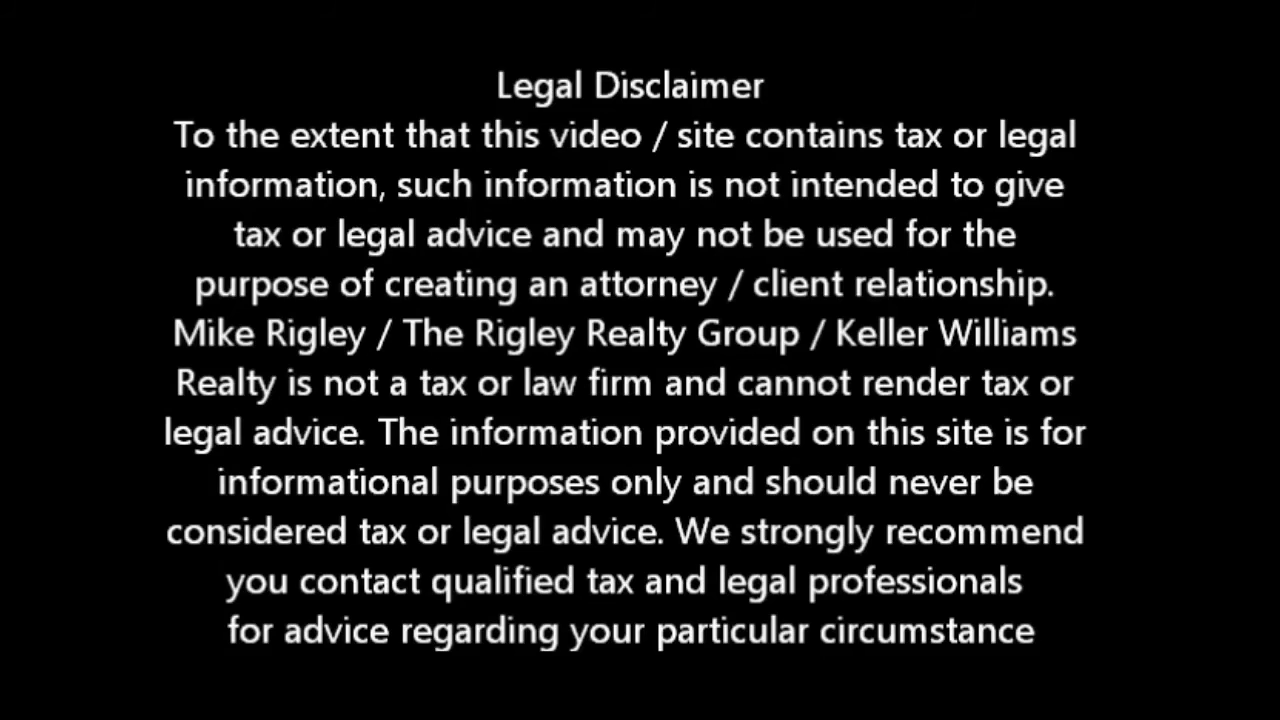 Legal Disclaimer
To the extent that this video / site contains tax or legal
information, such information is not intended to give
tax or legal advice and may not be used for the
purpose of creating an attorney / client relationship.
Mike Rigley / The Rigley Realty Group / Keller Williams
Realty is not a tax or law firm and cannot render tax or
legal advice. The information provided on this site is for
informational purposes only and should never be
considered tax or legal advice. We strongly recommend
you contact qualified tax and legal professionals
for advice regarding your particular circumstance